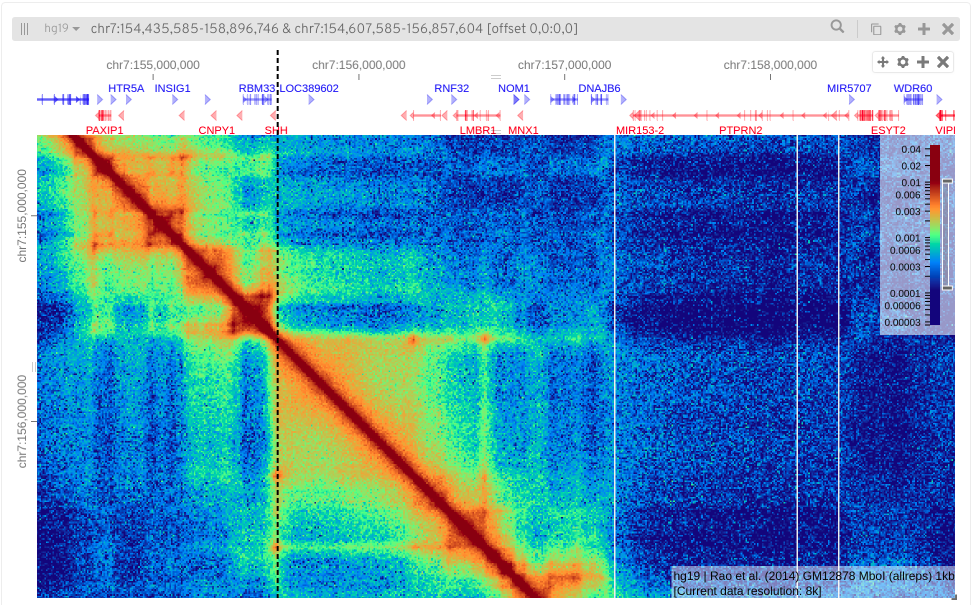 hg19 chr7:154,435,585-158,896,746 & chr7:154,607,585-156,857,604 [offset 0,0:0,0]
chr7:155,000,000 chr7:156,000,000 chr7:157,000,000 chr7:158,000,000
HTR5A INSIG1 RBM33 LOC389602 RNF32 NOM1 DNAJB6 MIR5707 WDR60
PAXIP1 CNPY1 SHH LMBR1 MNX1 MIR153-2 PTPRN2 ESYT2 VIP
chr7:155,000,000
chr7:156,000,000
0.04
0.02
0.01
0.006
0.003
0.001
0.0006
0.0003
0.0001
0.00006
0.00003
hg19 | Rao et al. (2014) GM12878 MboI (allreps) 1kb
[Current data resolution: 8k]